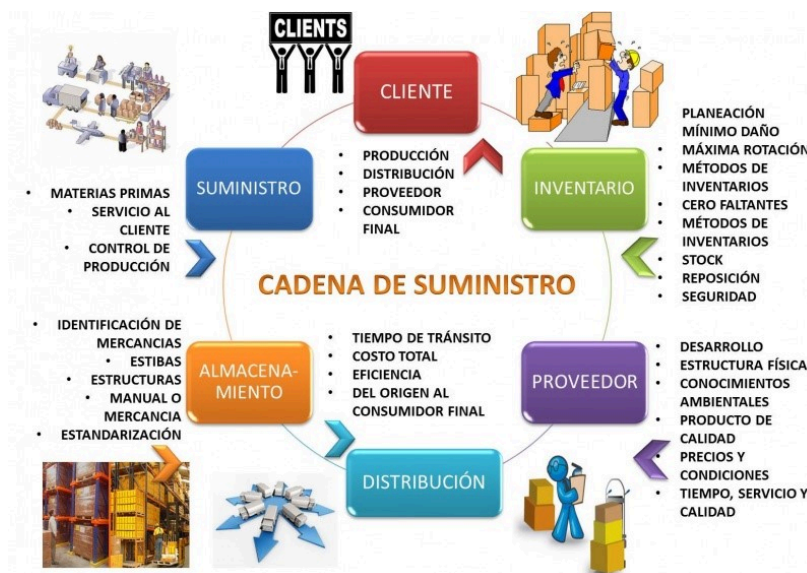 CLIENTS
CLIENTE
• PRODUCCIÓN
• DISTRIBUCIÓN
• PROVEEDOR
• CONSUMIDOR
FINAL
INVENTARIO
PLANEACIÓN
MÍNIMO DAÑO
• MÁXIMA ROTACIÓN
• MÉTODOS DE
INVENTARIOS
• CERO FALTANTES
• MÉTODOS DE
INVENTARIOS
• STOCK
• REPOSICIÓN
• SEGURIDAD
SUMINISTRO
• MATERIAS PRIMAS
• SERVICIO AL
CLIENTE
• CONTROL DE
PRODUCCIÓN
CADENA DE SUMINISTRO
• IDENTIFICACIÓN DE
MERCANCIAS
• ESTIBAS
• ESTRUCTURAS
• MANUAL O
MERCANCIA
• ESTANDARIZACIÓN
ALMACENA-
MIENTO
• TIEMPO DE TRÁNSITO
• COSTO TOTAL
• EFICIENCIA
• DEL ORIGEN AL
CONSUMIDOR FINAL
DISTRIBUCIÓN
PROVEEDOR
• DESARROLLO
• ESTRUCTURA FÍSICA
• CONOCIMIENTOS
AMBIENTALES
• PRODUCTO DE
CALIDAD
• PRECIOS Y
CONDICIONES
• TIEMPO, SERVICIO Y
CALIDAD